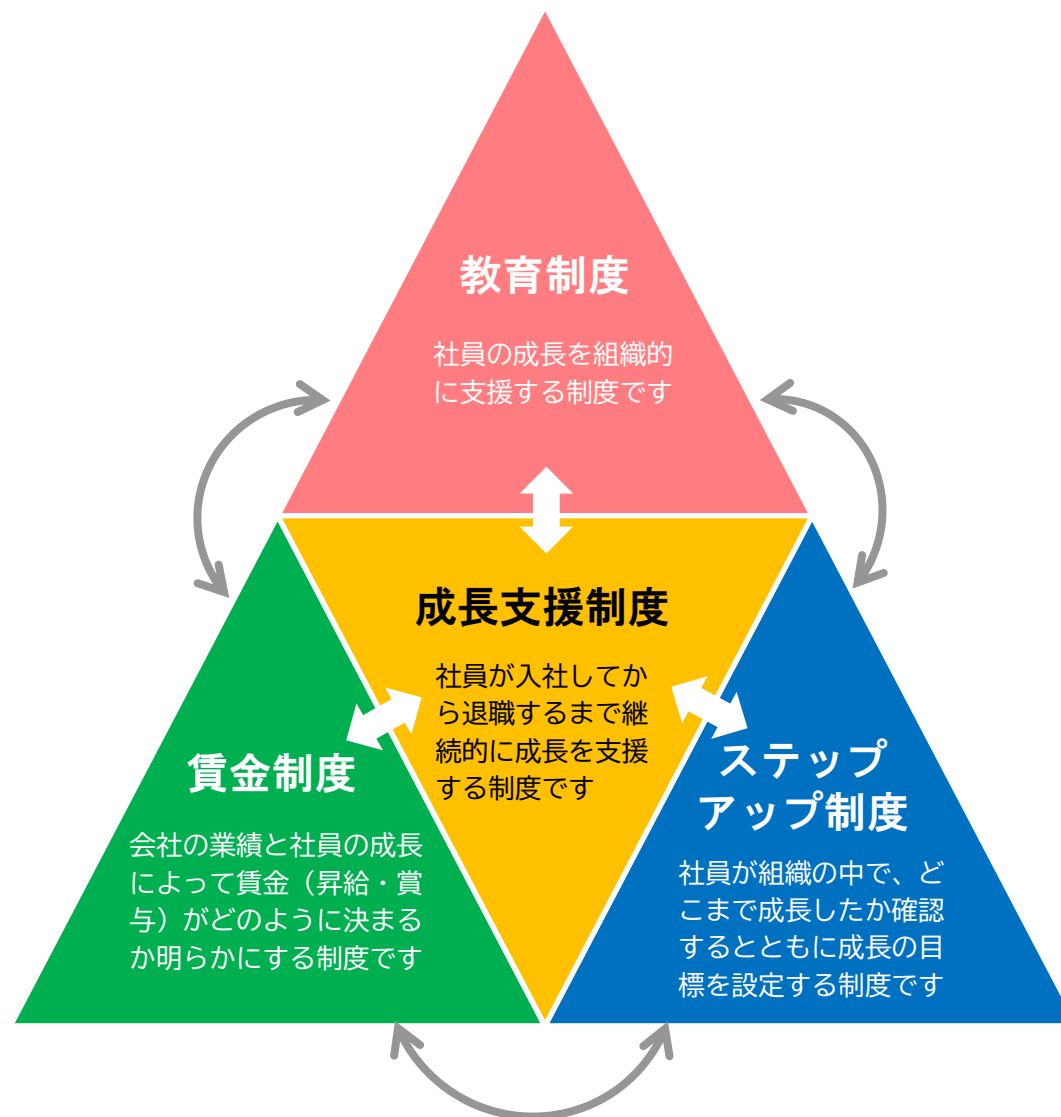 教育制度
社員の成長を組織的
に支援する制度です
成長支援制度
社員が入社してか
ら退職するまで継
続的に成長を支援
する制度です
賃金制度
会社の業績と社員の成長
によって賃金（昇給・賞
与）がどのように決まる
か明らかにする制度です
ステップ
アップ制度
社員が組織の中で、ど
こまで成長したか確認
するとともに成長の目
標を設定する制度です